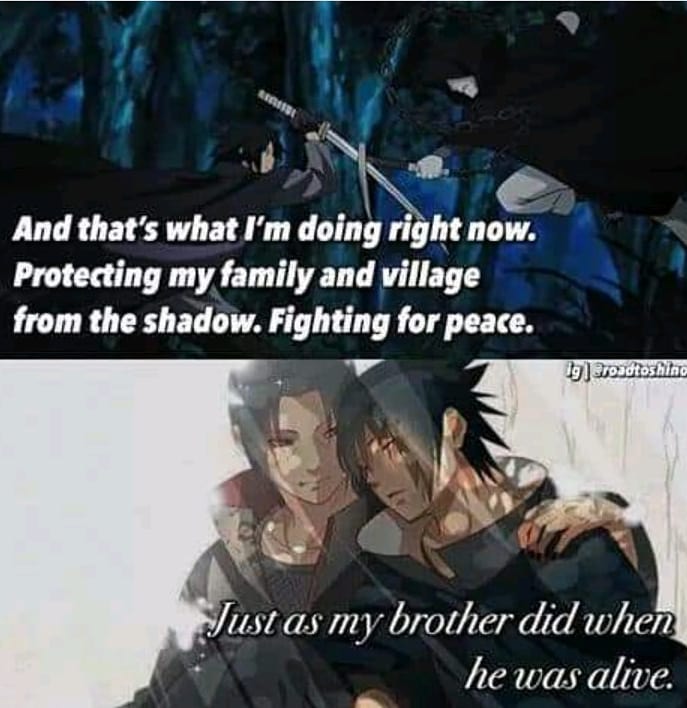 And that's what I'm doing right now.
Protecting my family and village
from the shadow. Fighting for peace.
ig | @roadtoshino
Just as my brother did when
he was alive.